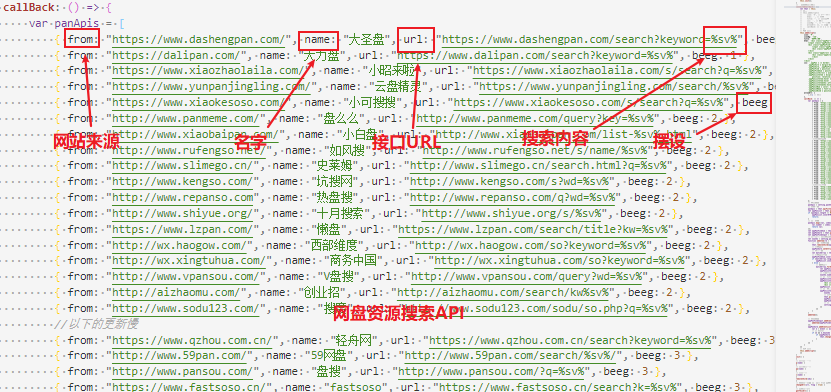 callBack: () => {
var panApis = [
{ from: "https://www.dashengpan.com/", name: "大圣盘", url: "https://www.dashengpan.com/search?keyword=%sv%", bee
{ from: "https://dalipan.com/", name: "大力盘", url: "https://www.dalipan.com/search?keyword=%sv%", beeg: 1 },
{ from: "https://www.xiaozhaolaila.com/", name: "小昭来啦", url: "https://www.xiaozhaolaila.com/s/search?q=%sv%",
{ from: "https://www.yunpanjingling.com/", name: "云盘精灵", url: "https://www.yunpanjingling.com/search/%sv%",
{ from: "https://www.xiaokesoso.com/", name: "小可搜搜", url: "https://www.xiaokesoso.com/s/search?q=%sv%", beeg
{ from: "http://www.panmeme.com/", name: "盘么么", url: "http://www.panmeme.com/query?key=%sv%", beeg: 2 },
{ from: "http://www.xiaobaipan.com/", name: "小白盘", url: "http://www.xiao /list-%sv% html", beeg: 2 },
{ from: "http://www.rufengso.net/", name: "如风搜", url: "http://www.rufengso.net/s/name/%sv%", beeg: 2 },
{ from: "http://www.slimego.cn/", name: "史莱姆", url: "http://www.slimego.cn/search.html?q=%sv%", beeg: 2 },
{ from: "http://www.kengso.com/", name: "坑搜网", url: "http://www.kengso.com/s?wd=%sv%", beeg: 2 },
{ from: "http://www.repanso.com", name: "热盘搜", url: "http://www.repanso.com/q?wd=%sv%", beeg: 2 },
{ from: "http://www.shiyue.org/", name: "十月搜索", url: "http://www.shiyue.org/s/%sv%", beeg: 2 },
{ from: "https://www.lzpan.com/", name: "懒盘", url: "https://www.lzpan.com/search/title?kw=%sv%", beeg: 2 },
{ from: "http://wx.haogow.com/", name: "西部维度", url: "http://wx.haogow.com/so?keyword=%sv%", beeg: 2 },
{ from: "http://wx.xingtuhua.com/", name: "商务中国", url: "http://wx.xingtuhua.com/so?keyword=%sv%", beeg: 2 },
{ from: "http://www.vpansou.com/", name: "V盘搜", url: "http://www.vpansou.com/query?wd=%sv%", beeg: 2 },
{ from: "http://aizhaomu.com/", name: "创业招", url: "http://aizhaomu.com/search/kw%sv%", beeg: 2 },
{ from: "http://www.sodu123.com/", name: "搜 ", url: "http://www.sodu123.com/sodu/so.php?q=%sv%", beeg: 2 },
//以下的更新慢
{ from: "http://www.qzhou.com.cn/", name: "轻舟网", url: "http://www.qzhou.com.cn/search?keyword=%sv%", beeg: 3
{ from: "http://www.59pan.com/", name: "59网盘", url: "http://www.59pan.com/search/%sv%/", beeg: 3 },
{ from: "http://www.pansou.com/", name: "盘搜", url: "http://www.pansou.com/?q=%sv%", beeg: 3 },
{ from: "https://www.fastsoso.cn/", name: "fastsoso", url: "https://www.fastsoso.cn/search?k=%sv%", beeg: 3
网站来源
名字
接口URL
搜索内容
摆设
网盘资源搜索API